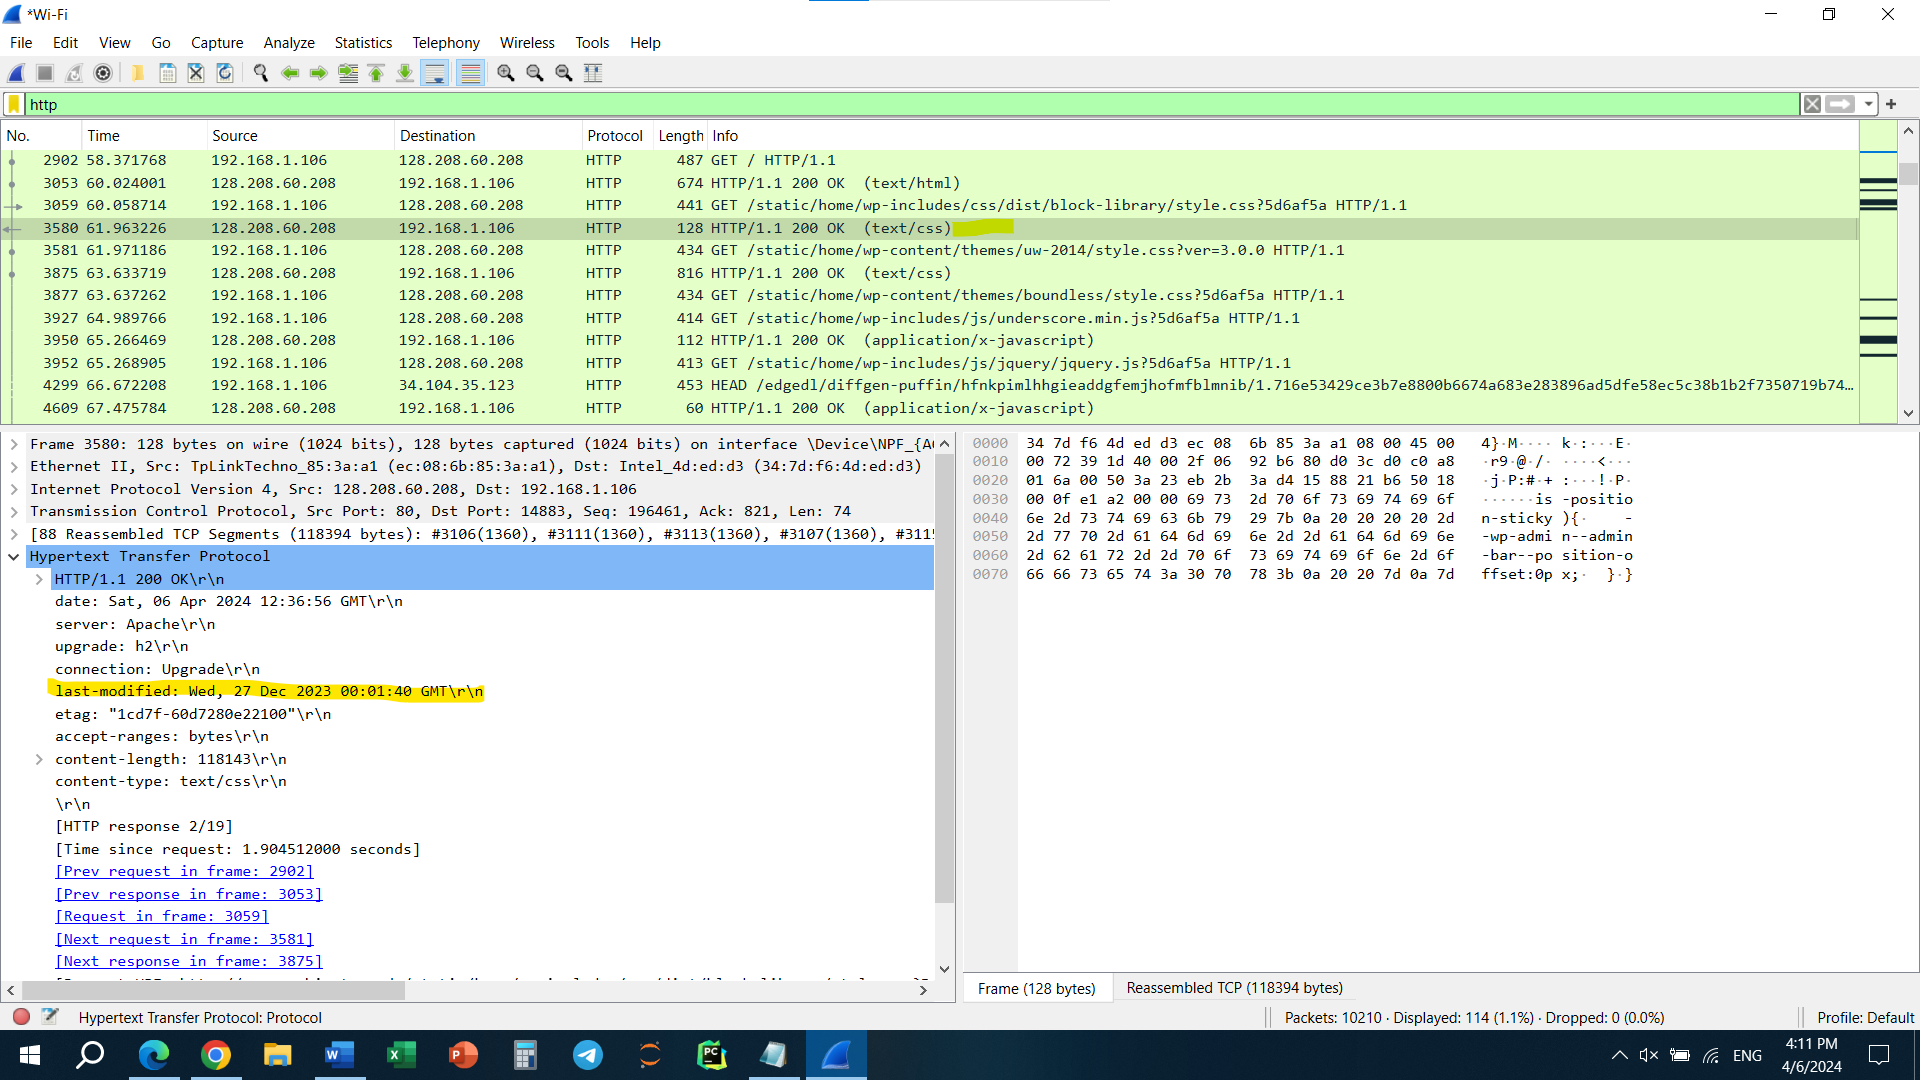 *Wi-Fi
File Edit View Go Capture Analyze Statistics Telephony Wireless Tools Help
http
No. Time Source Destination Protocol Length Info
2902 58.371768 192.168.1.106 128.208.60.208 HTTP 487 GET / HTTP/1.1
3053 60.024001 128.208.60.208 192.168.1.106 HTTP 674 HTTP/1.1 200 OK (text/html)
3059 60.058714 192.168.1.106 128.208.60.208 HTTP 441 GET /static/home/wp-includes/css/dist/block-library/style.css?5d6af5a HTTP/1.1
3580 61.963226 128.208.60.208 192.168.1.106 HTTP 128 HTTP/1.1 200 OK (text/css)
3581 61.971186 192.168.1.106 128.208.60.208 HTTP 434 GET /static/home/wp-content/themes/uw-2014/style.css?ver=3.0.0 HTTP/1.1
3875 63.633719 128.208.60.208 192.168.1.106 HTTP 816 HTTP/1.1 200 OK (text/css)
3877 63.637262 192.168.1.106 128.208.60.208 HTTP 434 GET /static/home/wp-content/themes/boundless/style.css?5d6af5a HTTP/1.1
3927 64.989766 192.168.1.106 128.208.60.208 HTTP 414 GET /static/home/wp-includes/js/underscore.min.js?5d6af5a HTTP/1.1
3950 65.266469 128.208.60.208 192.168.1.106 HTTP 112 HTTP/1.1 200 OK (application/x-javascript)
3952 65.268905 192.168.1.106 128.208.60.208 HTTP 413 GET /static/home/wp-includes/js/jquery/jquery.js?5d6af5a HTTP/1.1
4299 66.672208 192.168.1.106 34.104.35.123 HTTP 453 HEAD /edgedl/diffgen-puffin/hfnkpimlhhgieaddgfemjhofmfblmnib/1.716e53429ce3b7e8800b6674a683e283896ad5dfe58ec5c38b1b2f7350719b74…
4609 67.475784 128.208.60.208 192.168.1.106 HTTP 60 HTTP/1.1 200 OK (application/x-javascript)
Frame 3580: 128 bytes on wire (1024 bits), 128 bytes captured (1024 bits) on interface \Device\NPF_{A
Ethernet II, Src: TpLinkTechno_85:3a:a1 (ec:08:6b:85:3a:a1), Dst: Intel_4d:ed:d3 (34:7d:f6:4d:ed:d3)
Internet Protocol Version 4, Src: 128.208.60.208, Dst: 192.168.1.106
Transmission Control Protocol, Src Port: 80, Dst Port: 14883, Seq: 196461, Ack: 821, Len: 74
[88 Reassembled TCP Segments (118394 bytes): #3106(1360), #3111(1360), #3113(1360), #3107(1360), #311
Hypertext Transfer Protocol
HTTP/1.1 200 OK\r\n
date: Sat, 06 Apr 2024 12:36:56 GMT\r\n
server: Apache\r\n
upgrade: h2\r\n
connection: Upgrade\r\n
last-modified: Wed, 27 Dec 2023 00:01:40 GMT\r\n
etag: "1cd7f-60d7280e22100"\r\n
accept-ranges: bytes\r\n
content-length: 118143\r\n
content-type: text/css\r\n
\r\n
[HTTP response 2/19]
[Time since request: 1.904512000 seconds]
[Prev request in frame: 2902]
[Prev response in frame: 3053]
[Request in frame: 3059]
[Next request in frame: 3581]
[Next response in frame: 3875]
0000 34 7d f6 4d ed d3 ec 08 6b 85 3a a1 08 00 45 00 4}·M····k·:···E·
0010 00 72 39 1d 40 00 2f 06 92 b6 80 d0 3c d0 c0 a8 ·r9·@·/·····<···
0020 01 6a 00 50 3a 23 eb 2b 3a d4 15 88 21 b6 50 18 ·j·P:#·+:···!·P·
0030 00 0f e1 a2 00 00 69 73 2d 70 6f 73 69 74 69 6f ······is-positio
0040 6e 2d 73 74 69 63 6b 79 29 7b 0a 20 20 20 20 2d n-sticky){·    -
0050 2d 77 70 2d 61 64 6d 69 6e 2d 2d 61 64 6d 69 6e -wp-admin--admin
0060 2d 62 61 72 2d 2d 70 6f 73 69 74 69 6f 6e 2d 6f -bar--position-o
0070 66 66 73 65 74 3a 30 70 78 3b 0a 20 20 7d 0a 7d ffset:0px;·  }·}
Frame (128 bytes) Reassembled TCP (118394 bytes)
Hypertext Transfer Protocol: Protocol Packets: 10210 · Displayed: 114 (1.1%) · Dropped: 0 (0.0%) Profile: Default
ENG
4:11 PM
4/6/2024